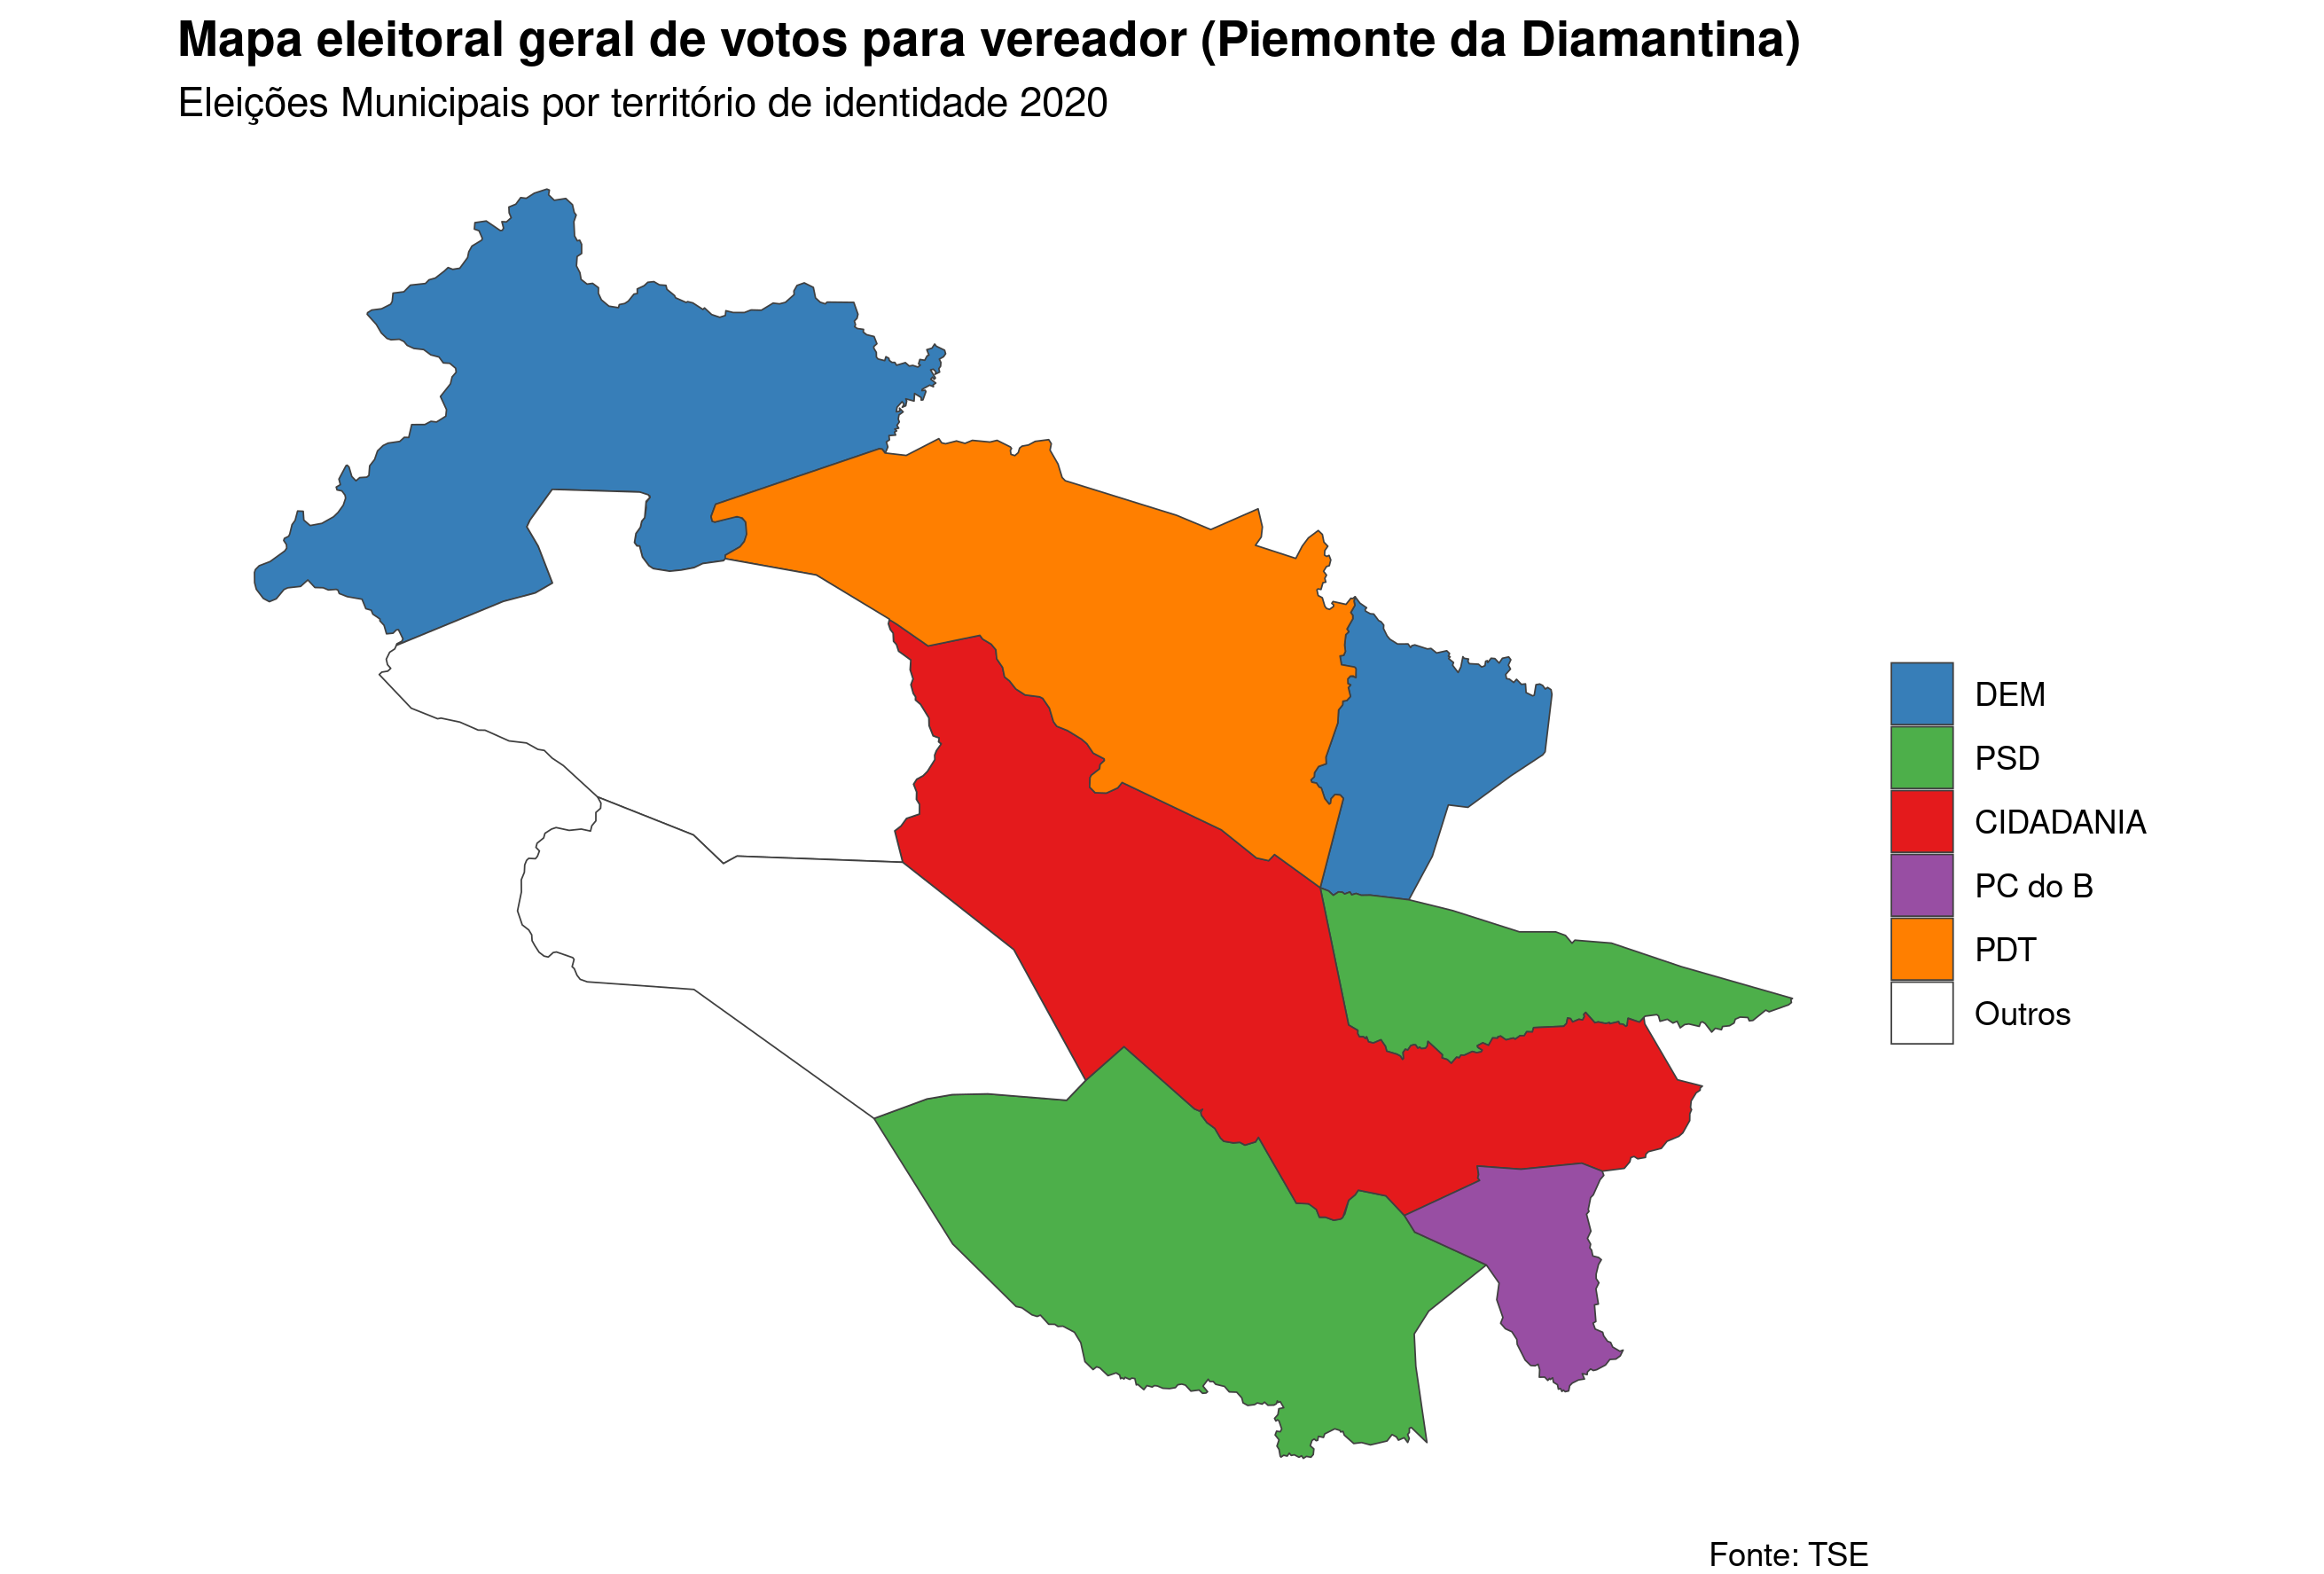 Mapa eleitoral geral de votos para vereador (Piemonte da Diamantina)
Eleições Municipais por território de identidade 2020
DEM
PSD
CIDADANIA
PC do B
PDT
Outros
Fonte: TSE